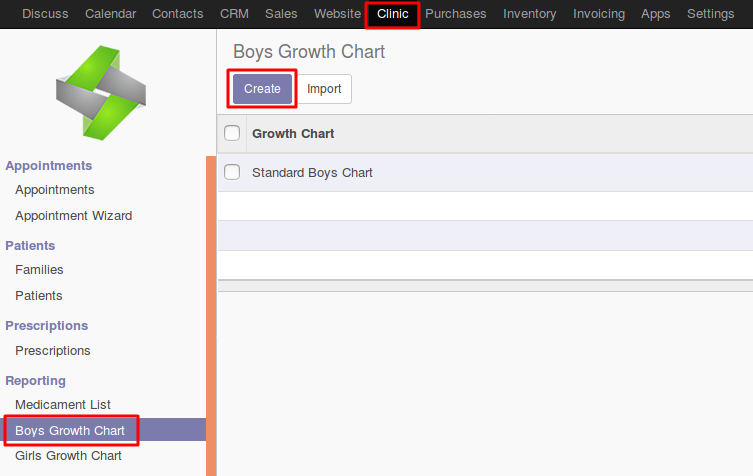 Discuss Calendar Contacts CRM Sales Website Clinic Purchases Inventory Invoicing Apps Settings
Boys Growth Chart
Create Import
Growth Chart
Standard Boys Chart
Appointments
Appointments
Appointment Wizard
Patients
Families
Patients
Prescriptions
Prescriptions
Reporting
Medicament List
Boys Growth Chart
Girls Growth Chart